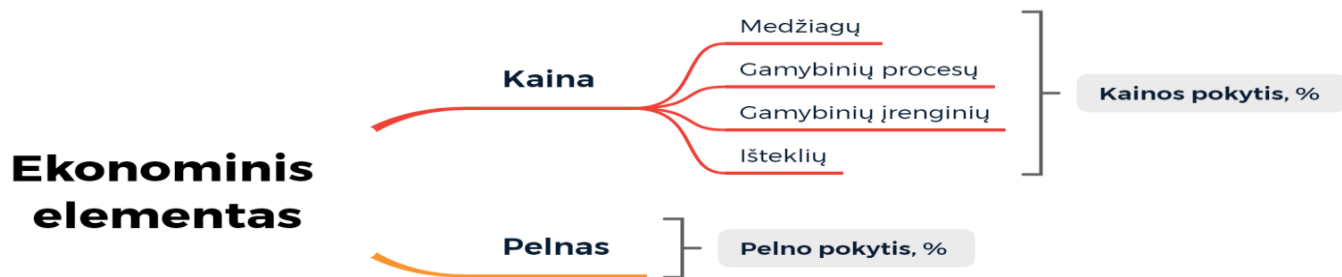 Ekonominis
elementas
Kaina
Medžiagų
Gamybinių procesų
Gamybinių įrenginių
Išteklių
Kainos pokytis, %
Pelnas
Pelno pokytis, %